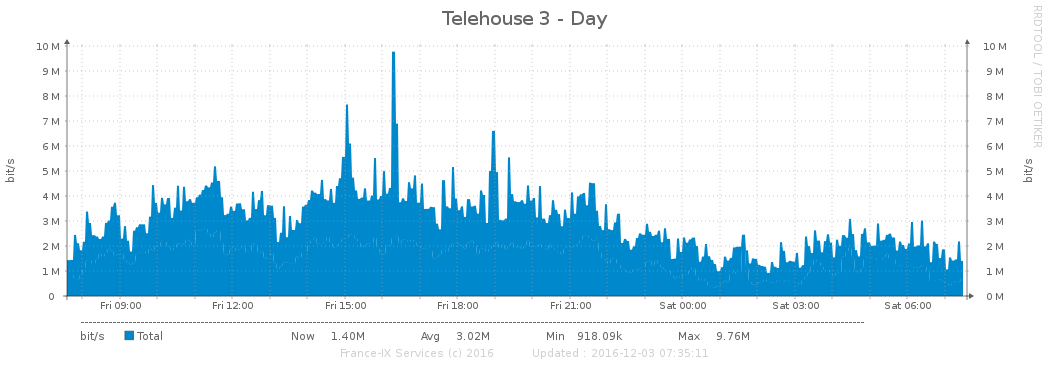 Telehouse 3 - Day
RRDTOOL / TOBI OETIKER
bit/s
10 M 10 M
9 M 9 M
8 M 8 M
7 M 7 M
6 M 6 M
5 M 5 M
4 M 4 M
3 M 3 M
2 M 2 M
1 M 1 M
0 0 M
bit/s
Fri 09:00 Fri 12:00 Fri 15:00 Fri 18:00 Fri 21:00 Sat 00:00 Sat 03:00 Sat 06:00
bit/s Total Now 1.40M Avg 3.02M Min 918.09k Max 9.76M
France-IX Services (c) 2016 Updated : 2016-12-03 07:35:11